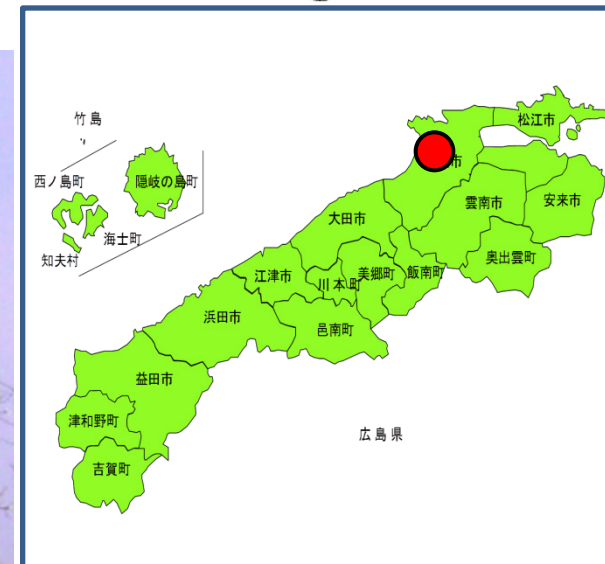 竹島
松江市
市
西ノ島町
隠岐の島町
安来市
雲南市
大田市
海士町
知夫村
奥出雲町
江津市
美郷町
飯南町
川本町
浜田市
邑南町
益田市
津和野町
広島県
吉賀町